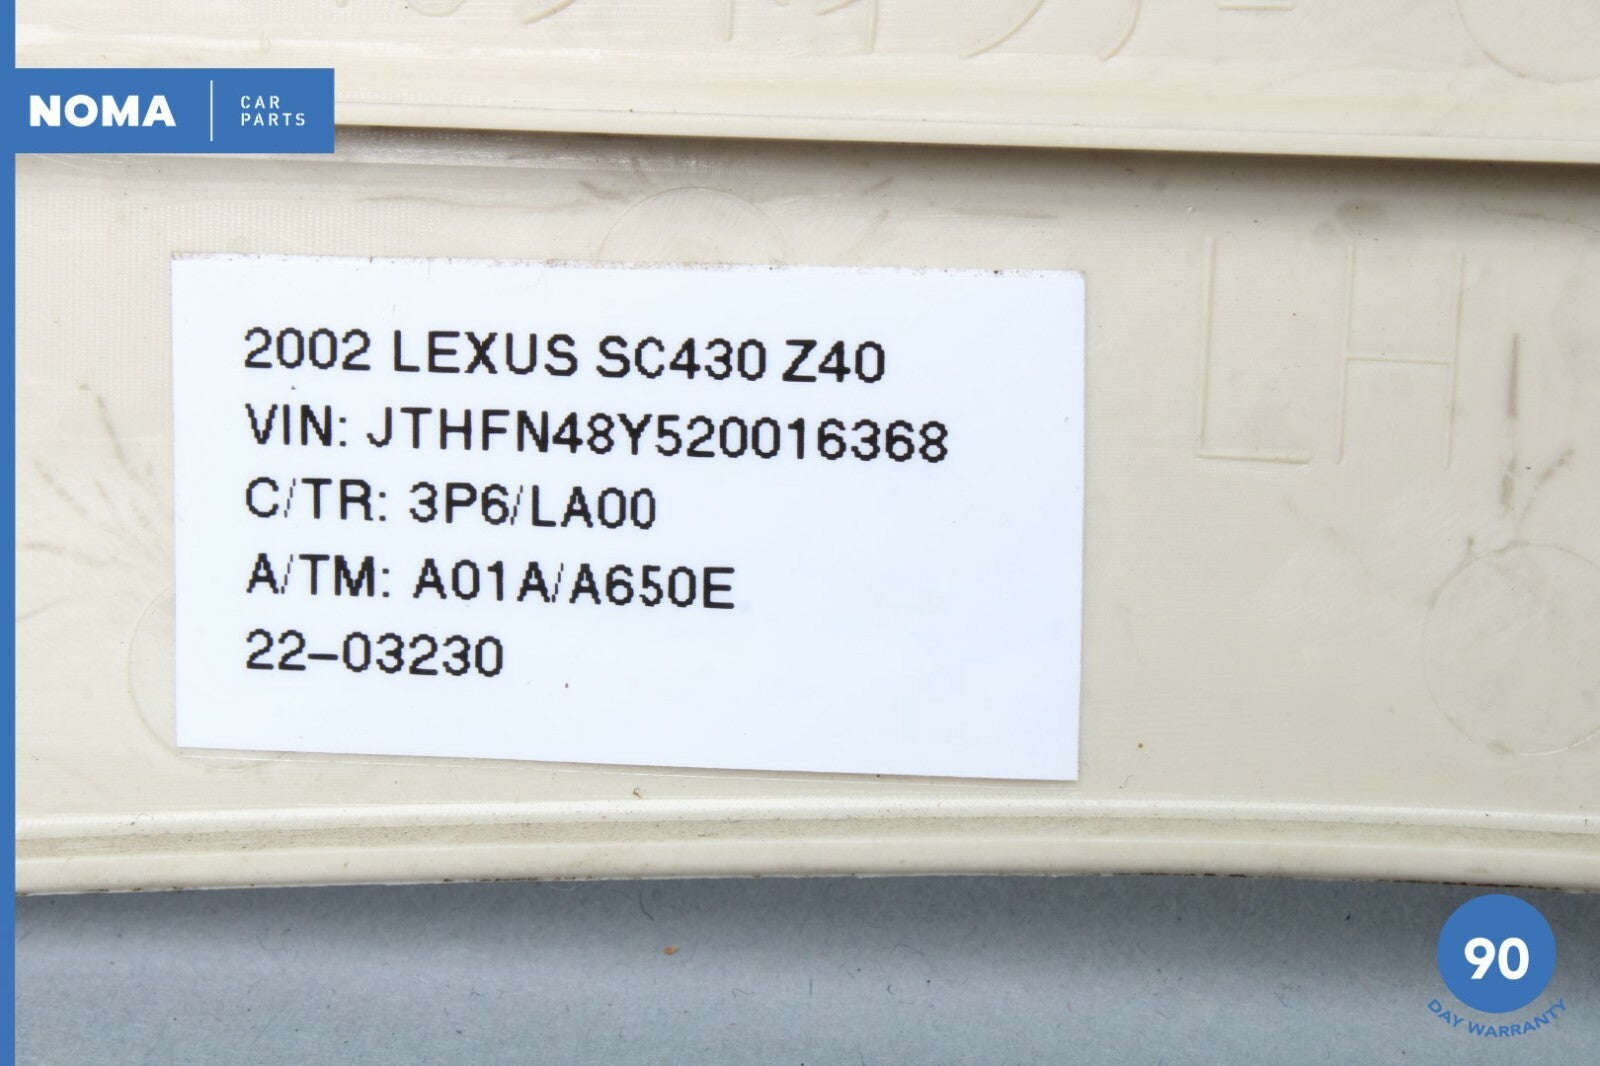 NOMA
CAR
PARTS
2002 LEXUS SC430 Z40
VIN: JTHFN48Y520016368
C/TR: 3P6/LA00
A/TM: A01A/A650E
22-03230
LH
90
DAY WARRANTY